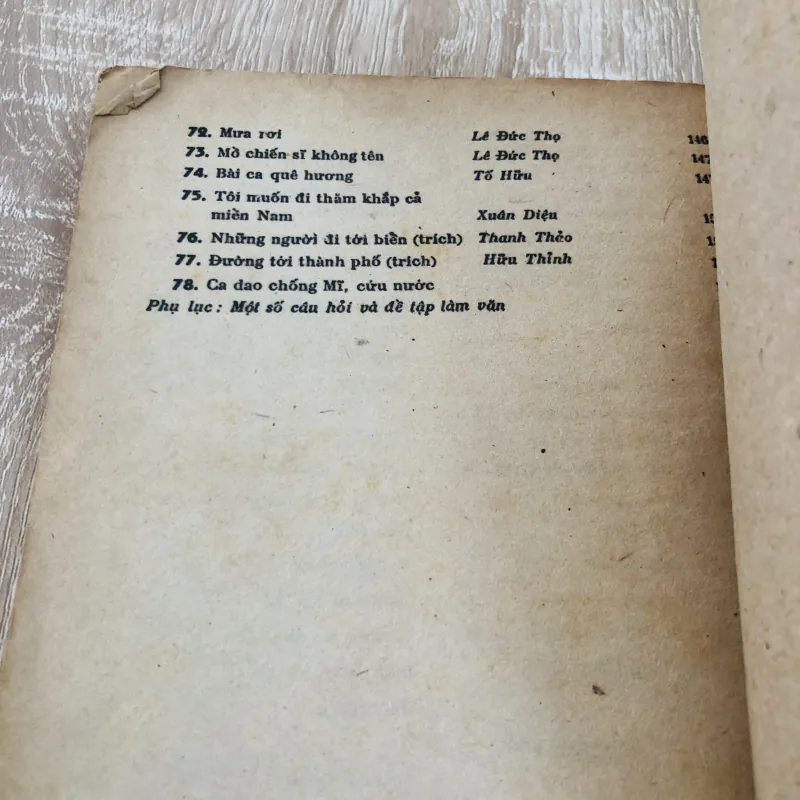 72. Mưa rơi Lê Đức Thọ 146
73. Mồ chiến sĩ không tên Lê Đức Thọ 147
74. Bài ca quê hương Tố Hữu
75. Tôi muốn đi thăm khắp cả
miền Nam Xuân Diệu
76. Những người đi tới biển (trích) Thanh Thảo
77. Đường tới thành phố (trích) Hữu Thỉnh
78. Ca dao chống Mĩ, cứu nước
Phụ lục : Một số câu hỏi và đề tập làm văn